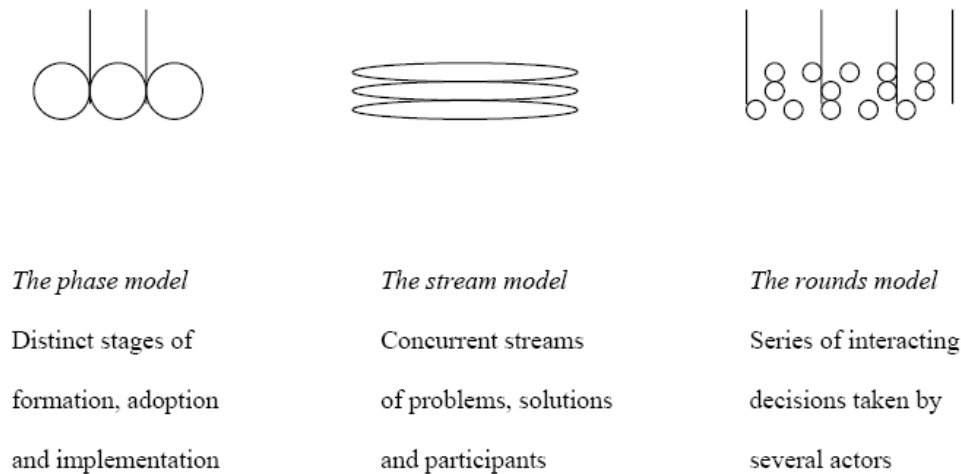 The phase model
Distinct stages of
formation, adoption
and implementation
The stream model
Concurrent streams
of problems, solutions
and participants
The rounds model
Series of interacting
decisions taken by
several actors